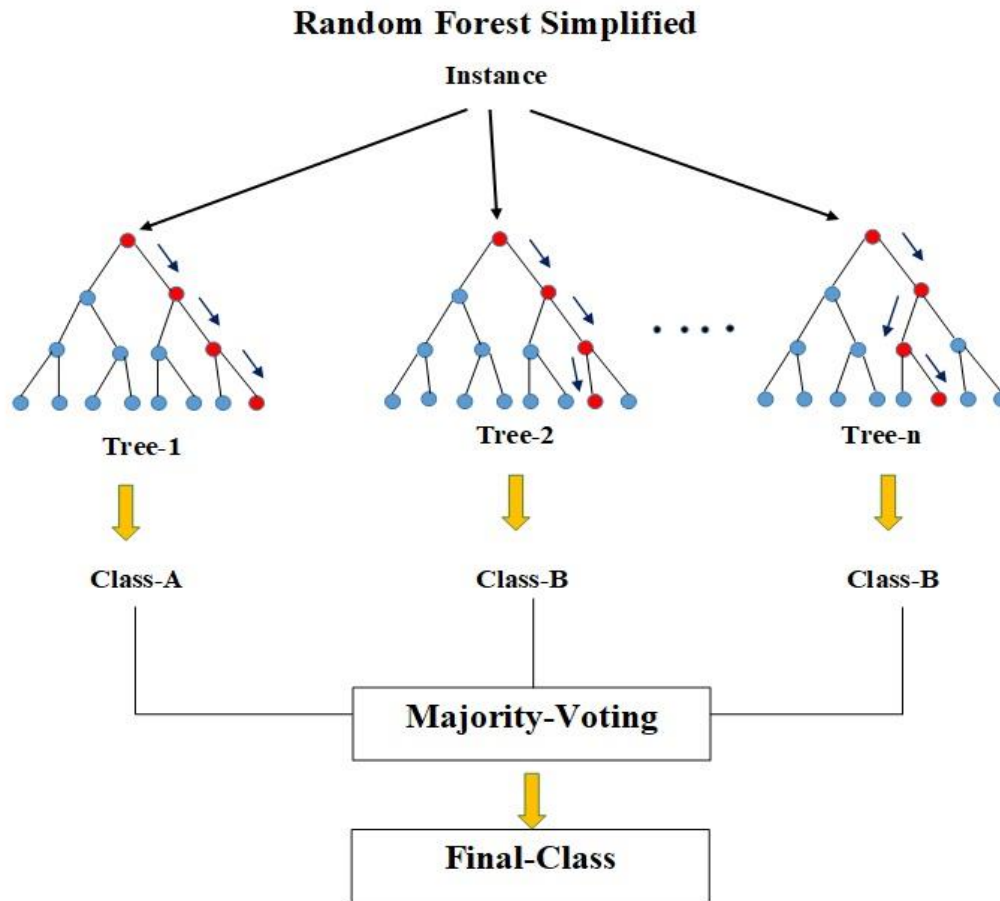 Random Forest Simplified
Instance
Tree-1
Tree-2
Tree-n
Class-A
Class-B
Class-B
Majority-Voting
Final-Class